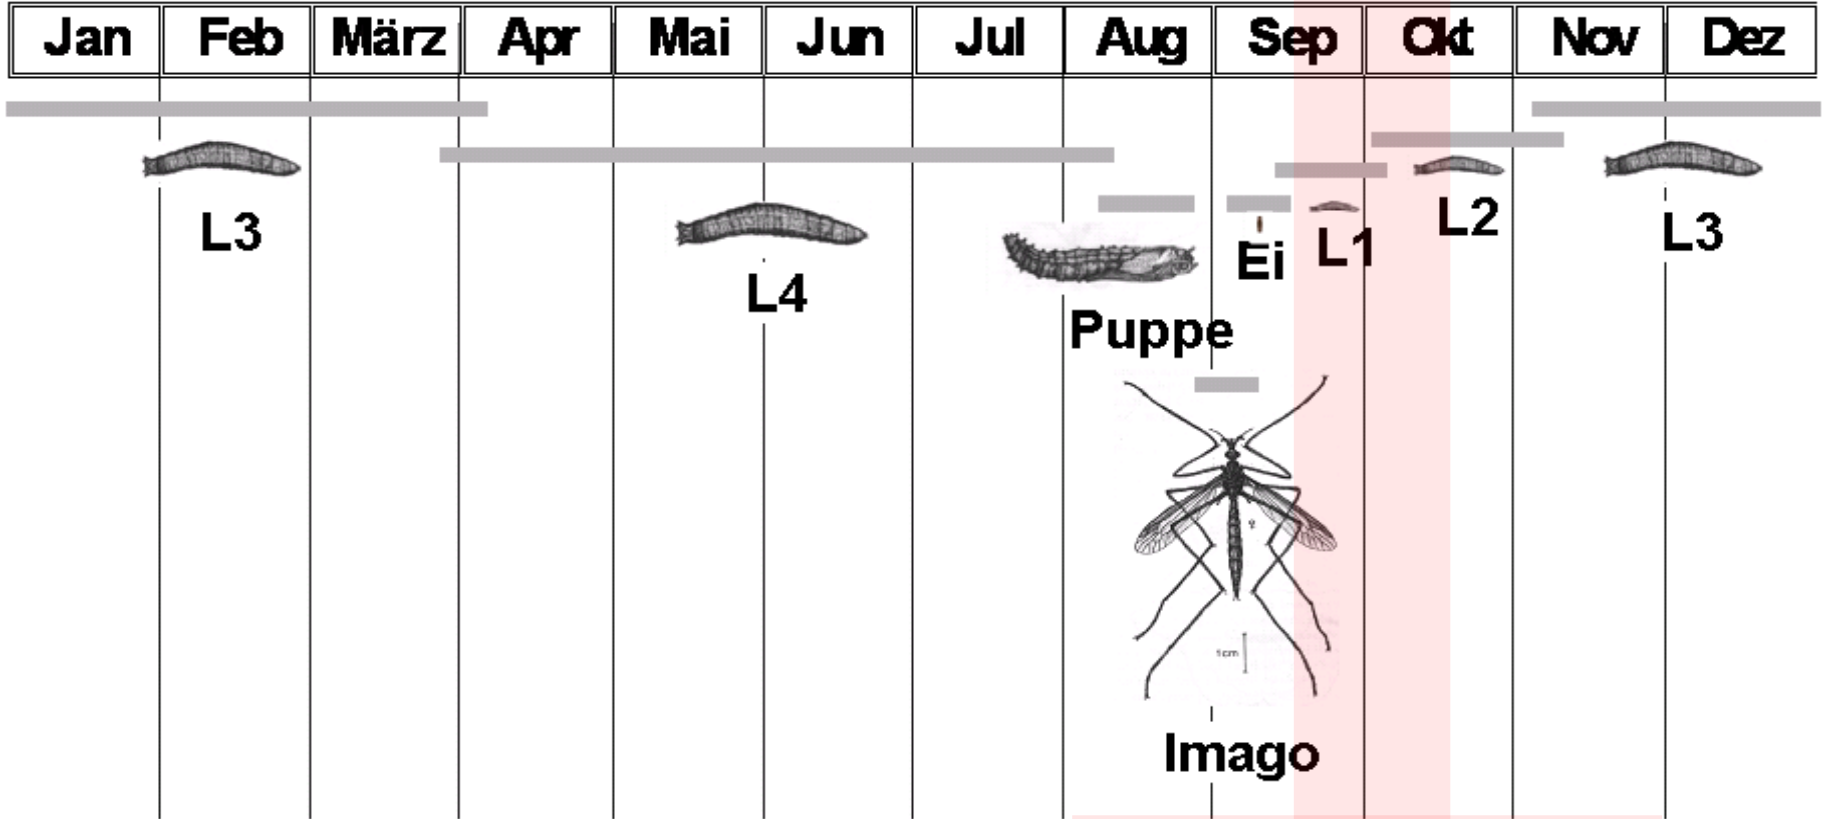 Jan Feb März Apr Mai Jun Jul Aug Sep Okt Nov Dez
L3
L4
Puppe
Ei
L1
L2
L3
♀
1cm
Imago